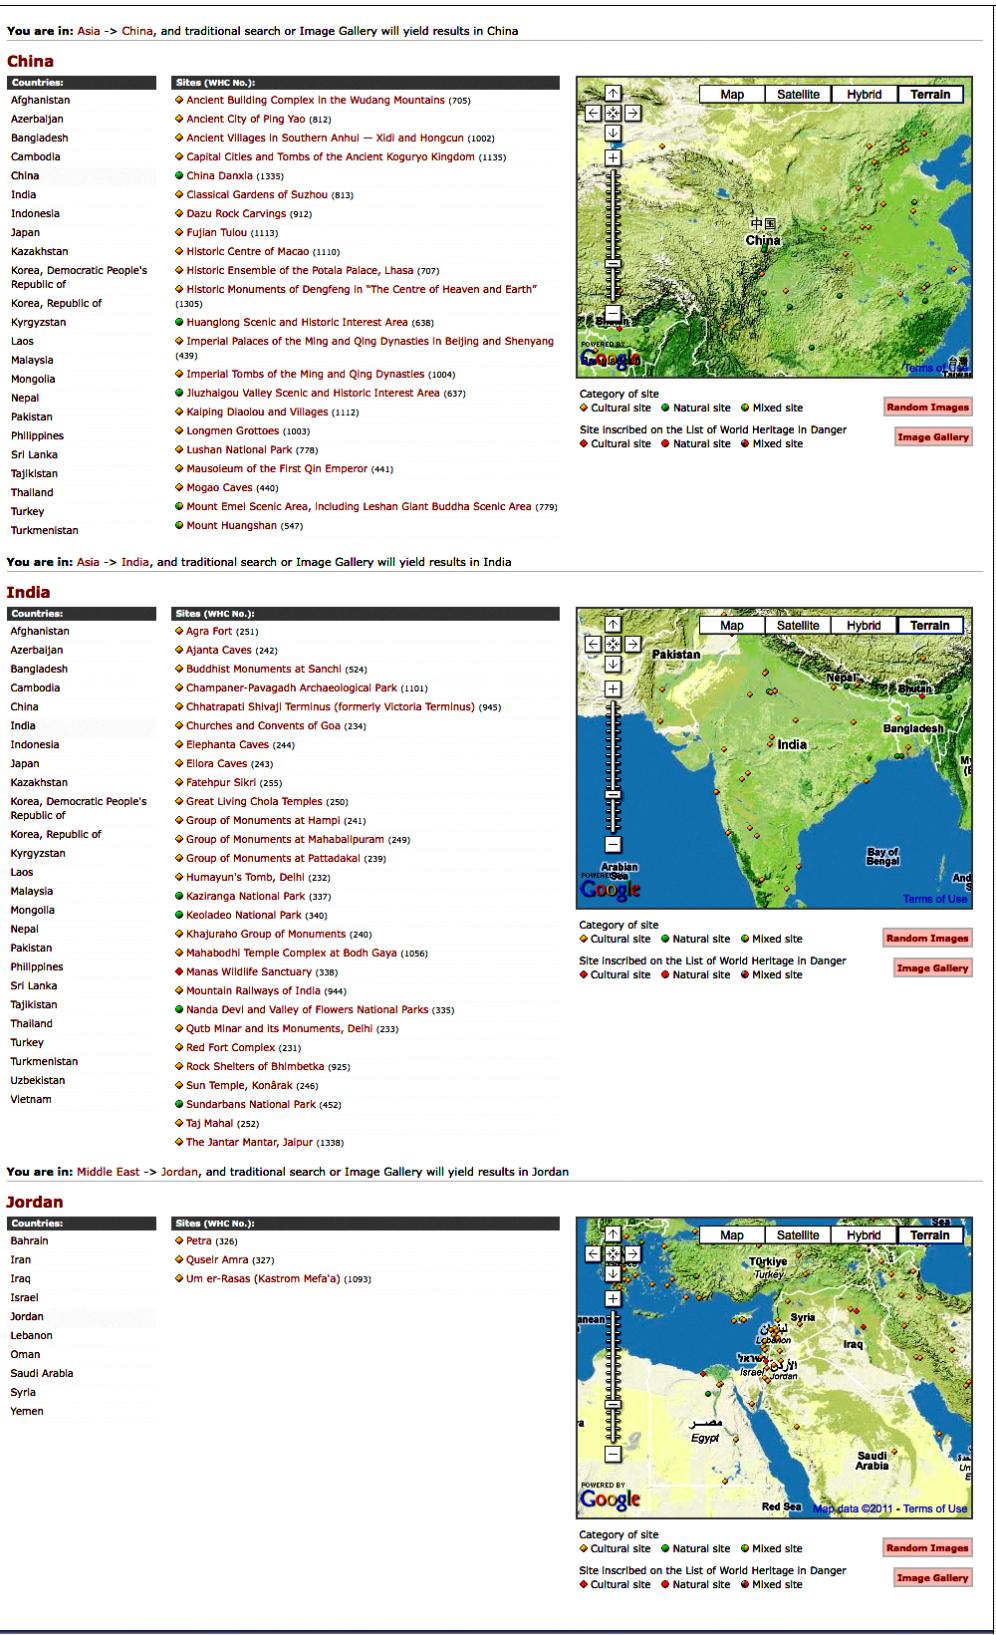 You are in: Asia -> China, and traditional search or Image Gallery will yield results in China
China
Countries:
Afghanistan
Azerbaijan
Bangladesh
Cambodia
China
India
Indonesia
Japan
Kazakhstan
Korea, Democratic People's
Republic of
Korea, Republic of
Kyrgyzstan
Laos
Malaysia
Mongolia
Nepal
Pakistan
Philippines
Sri Lanka
Tajikistan
Thailand
Turkey
Turkmenistan
Sites (WHC No.):
Ancient Building Complex in the Wudang Mountains (705)
Ancient City of Ping Yao (812)
Ancient Villages in Southern Anhui — Xidi and Hongcun (1002)
Capital Cities and Tombs of the Ancient Koguryo Kingdom (1135)
China Danxia (1335)
Classical Gardens of Suzhou (813)
Dazu Rock Carvings (912)
Fujian Tulou (1113)
Historic Centre of Macao (1110)
Historic Ensemble of the Potala Palace, Lhasa (707)
Historic Monuments of Dengfeng in “The Centre of Heaven and Earth”
(1305)
Huanglong Scenic and Historic Interest Area (638)
Imperial Palaces of the Ming and Qing Dynasties in Beijing and Shenyang
(439)
Imperial Tombs of the Ming and Qing Dynasties (1004)
Jiuzhaigou Valley Scenic and Historic Interest Area (637)
Kaiping Diaolou and Villages (1112)
Longmen Grottoes (1003)
Lushan National Park (778)
Mausoleum of the First Qin Emperor (441)
Mogao Caves (440)
Mount Emei Scenic Area, including Leshan Giant Buddha Scenic Area (779)
Mount Huangshan (547)
Map Satellite Hybrid Terrain
中国
China
POWERED BY
Google
Terms of Use
Category of site
Cultural site Natural site Mixed site
Random Images
Site inscribed on the List of World Heritage in Danger
Cultural site Natural site Mixed site
Image Gallery
You are in: Asia -> India, and traditional search or Image Gallery will yield results in India
India
Countries:
Afghanistan
Azerbaijan
Bangladesh
Cambodia
China
India
Indonesia
Japan
Kazakhstan
Korea, Democratic People's
Republic of
Korea, Republic of
Kyrgyzstan
Laos
Malaysia
Mongolia
Nepal
Pakistan
Philippines
Sri Lanka
Tajikistan
Thailand
Turkey
Turkmenistan
Uzbekistan
Vietnam
Sites (WHC No.):
Agra Fort (251)
Ajanta Caves (242)
Buddhist Monuments at Sanchi (524)
Champaner-Pavagadh Archaeological Park (1101)
Chhatrapati Shivaji Terminus (formerly Victoria Terminus) (945)
Churches and Convents of Goa (234)
Elephanta Caves (244)
Ellora Caves (243)
Fatehpur Sikri (255)
Great Living Chola Temples (250)
Group of Monuments at Hampi (241)
Group of Monuments at Mahabalipuram (249)
Group of Monuments at Pattadakal (239)
Humayun's Tomb, Delhi (232)
Kaziranga National Park (337)
Keoladeo National Park (340)
Khajuraho Group of Monuments (240)
Mahabodhi Temple Complex at Bodh Gaya (1056)
Manas Wildlife Sanctuary (338)
Mountain Railways of India (944)
Nanda Devi and Valley of Flowers National Parks (335)
Qutb Minar and its Monuments, Delhi (233)
Red Fort Complex (231)
Rock Shelters of Bhimbetka (925)
Sun Temple, Konârak (246)
Sundarbans National Park (452)
Taj Mahal (252)
The Jantar Mantar, Jaipur (1338)
Map Satellite Hybrid Terrain
Pakistan
Nepal
Bhutan
Bangladesh
India
Bay of
Bengal
Arabian
Sea
Google
Terms of Use
Category of site
Cultural site Natural site Mixed site
Random Images
Site inscribed on the List of World Heritage in Danger
Cultural site Natural site Mixed site
Image Gallery
You are in: Middle East -> Jordan, and traditional search or Image Gallery will yield results in Jordan
Jordan
Countries:
Bahrain
Iran
Iraq
Israel
Jordan
Lebanon
Oman
Saudi Arabia
Syria
Yemen
Sites (WHC No.):
Petra (326)
Quseir Amra (327)
Um er-Rasas (Kastrom Mefa'a) (1093)
Map Satellite Hybrid Terrain
Türkiye
Turkey
Syria
Lebanon
Iraq
Israel
Jordan
مصر
Egypt
Saudi
Arabia
Red Sea
POWERED BY
Google
Map data ©2011 - Terms of Use
Category of site
Cultural site Natural site Mixed site
Random Images
Site inscribed on the List of World Heritage in Danger
Cultural site Natural site Mixed site
Image Gallery